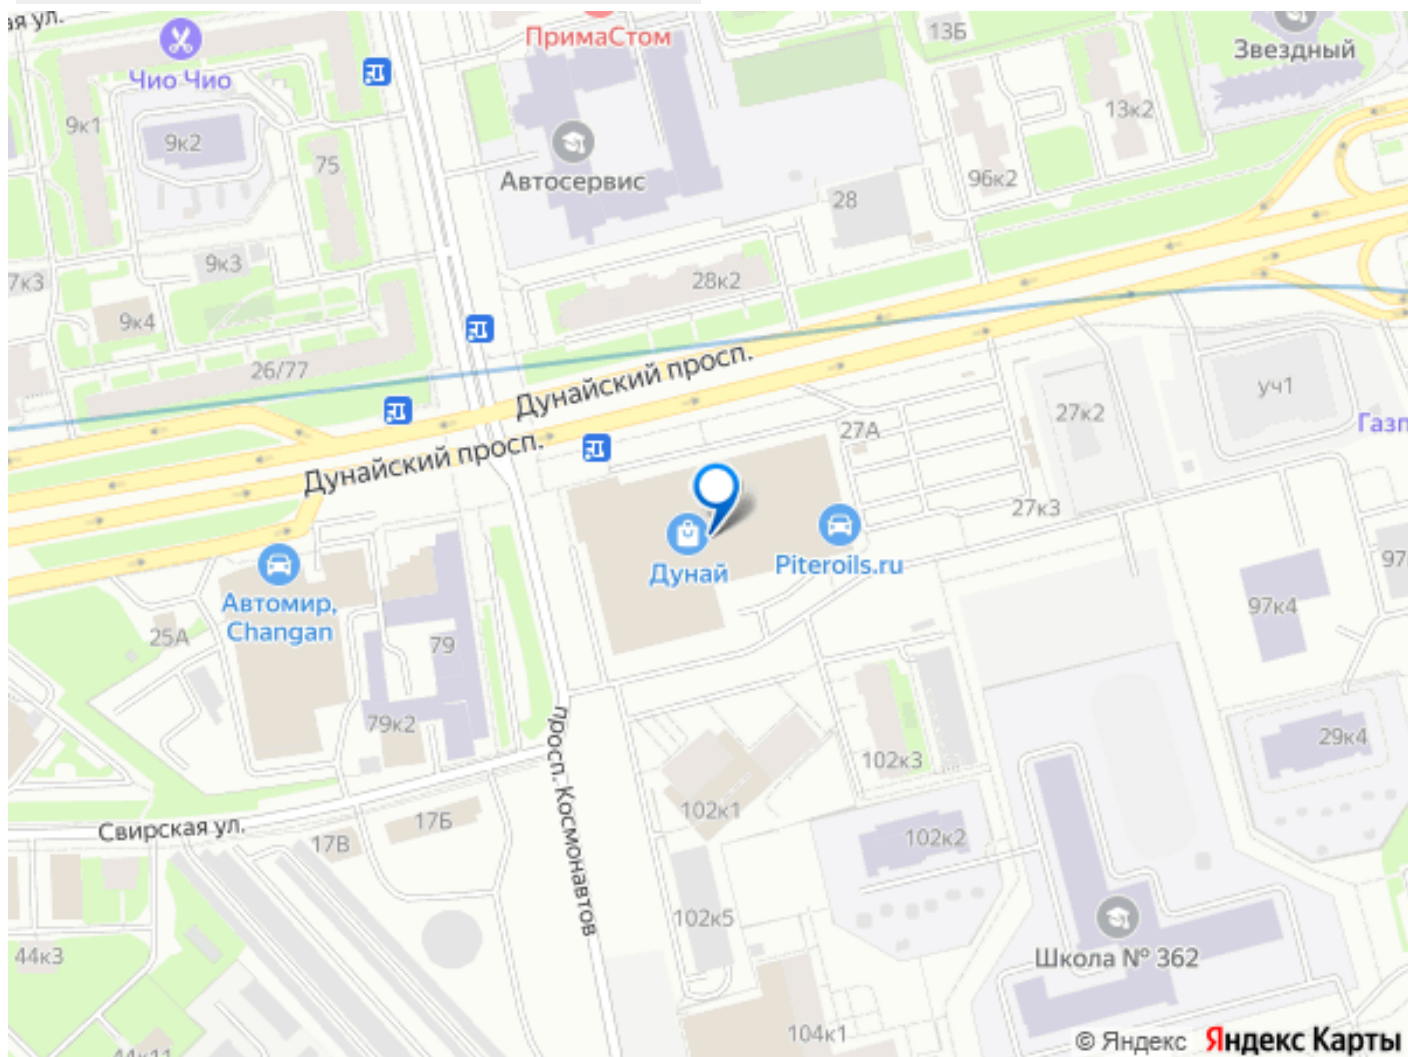 ая ул.
ПримаСтом
13Б
Звездный
Чио Чио
9к1
9к2
13к2
75
Автосервис
96к2
28
9к3
7к3
28к2
9к4
26/77
Дунайский просп.
уч1
27А
27к2
Газп
Дунайский просп.
27к3
Дунай
Piteroils.ru
97
Автомир,
Changan
97к4
25А
79
79к2
29к4
просп. Космонавтов
102к3
102к1
Свирская ул.
17Б
17В
102к2
102к5
44к3
Школа № 362
104к1
44к11
© Яндекс Яндекс Карты